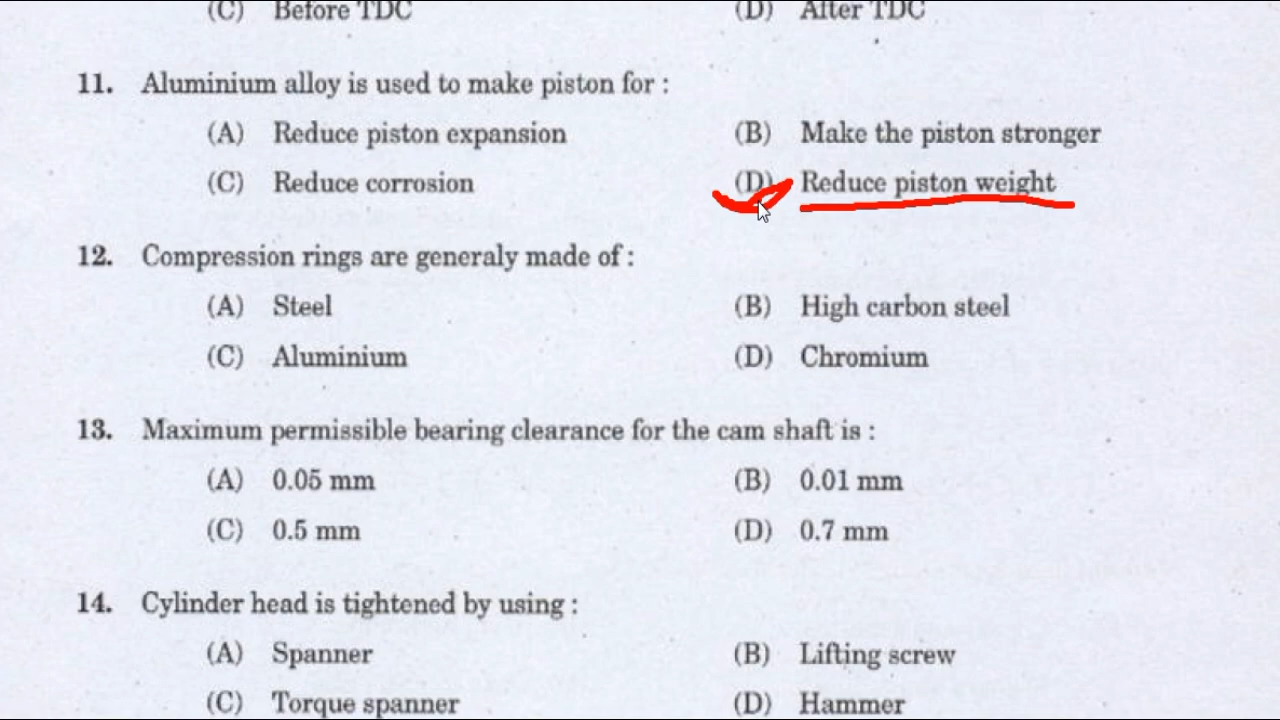 (C) Before TDC (D) After TDC
11. Aluminium alloy is used to make piston for :
(A) Reduce piston expansion (B) Make the piston stronger
(C) Reduce corrosion (D) Reduce piston weight
12. Compression rings are generaly made of :
(A) Steel (B) High carbon steel
(C) Aluminium (D) Chromium
13. Maximum permissible bearing clearance for the cam shaft is :
(A) 0.05 mm (B) 0.01 mm
(C) 0.5 mm (D) 0.7 mm
14. Cylinder head is tightened by using :
(A) Spanner (B) Lifting screw
(C) Torque spanner (D) Hammer